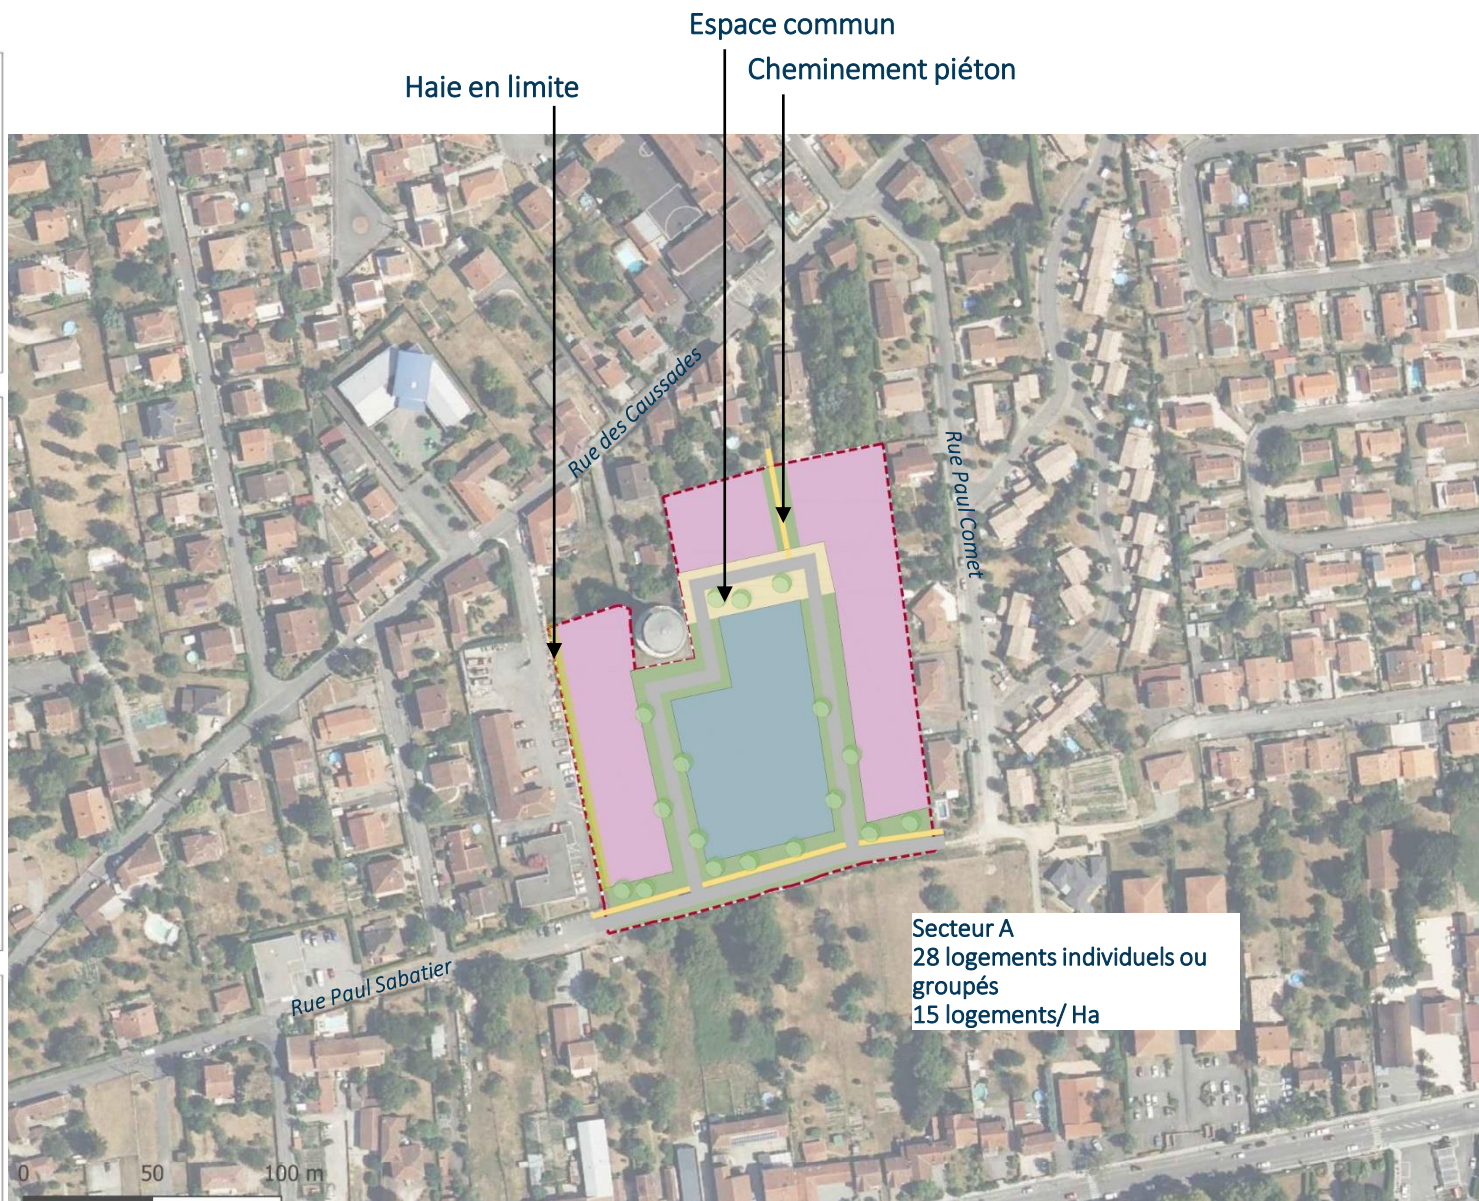 Espace commun
Cheminement piéton
Haie en limite
Rue des Caussades
Rue Paul Comet
Secteur A
28 logements individuels ou
groupés
15 logements/ Ha
Rue Paul Sabatier
0 50 100 m